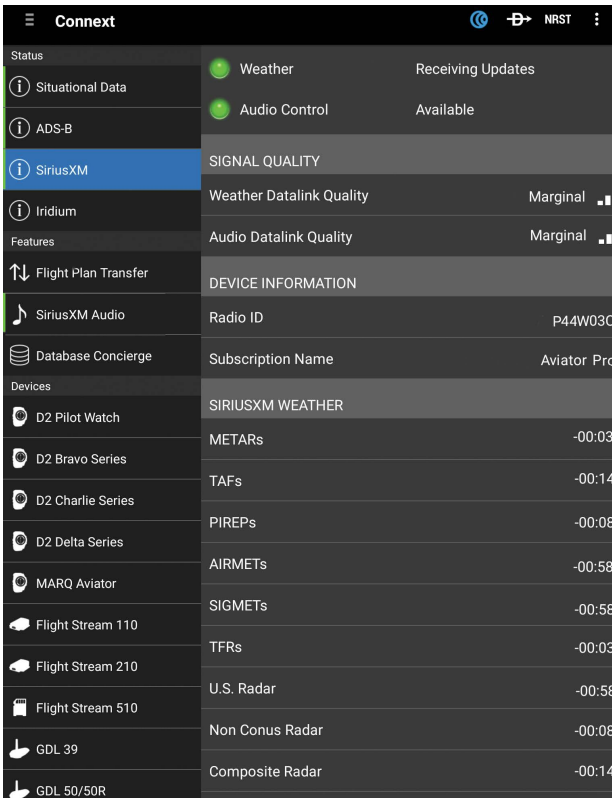 Connext
NRST
Status
Situational Data
ADS-B
SiriusXM
Iridium
Features
Flight Plan Transfer
SiriusXM Audio
Database Concierge
Devices
D2 Pilot Watch
D2 Bravo Series
D2 Charlie Series
D2 Delta Series
MARQ Aviator
Flight Stream 110
Flight Stream 210
Flight Stream 510
GDL 39
GDL 50/50R
Weather Receiving Updates
Audio Control Available
SIGNAL QUALITY
Weather Datalink Quality Marginal
Audio Datalink Quality Marginal
DEVICE INFORMATION
Radio ID P44W03C
Subscription Name Aviator Pro
SIRIUSXM WEATHER
METARs -00:03
TAFs -00:14
PIREPs -00:08
AIRMETs -00:58
SIGMETs -00:58
TFRs -00:03
U.S. Radar -00:58
Non Conus Radar -00:08
Composite Radar -00:14